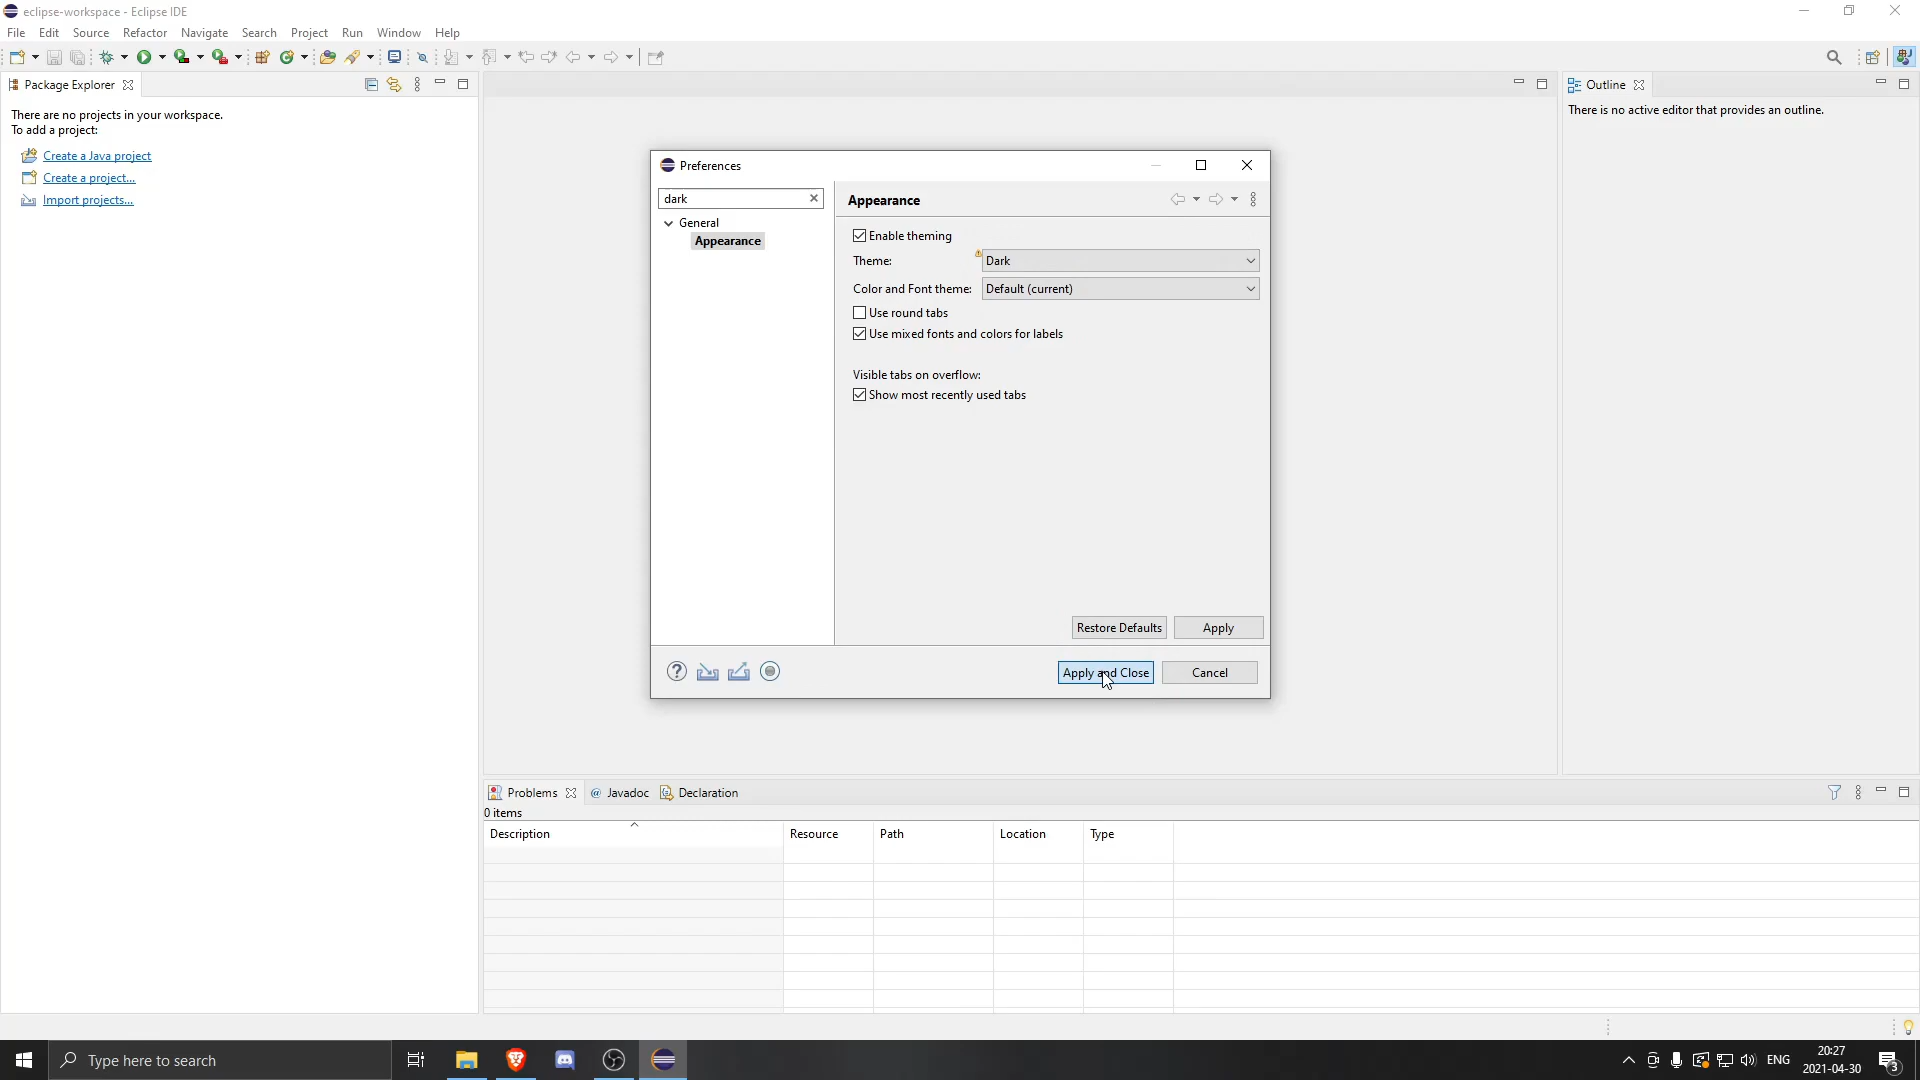 eclipse-workspace - Eclipse IDE
File Edit Source Refactor Navigate Search Project Run Window Help
Package Explorer
Outline
There are no projects in your workspace.
To add a project:
Create a Java project
Create a project...
Import projects...
There is no active editor that provides an outline.
Preferences
dark
General
Appearance
Appearance
Enable theming
Theme: Dark
Color and Font theme: Default (current)
Use round tabs
Use mixed fonts and colors for labels
Visible tabs on overflow:
Show most recently used tabs
Restore Defaults Apply
Apply and Close Cancel
Problems @ Javadoc Declaration
0 items
Description Resource Path Location Type
Type here to search
ENG
20:27
2021-04-30
3